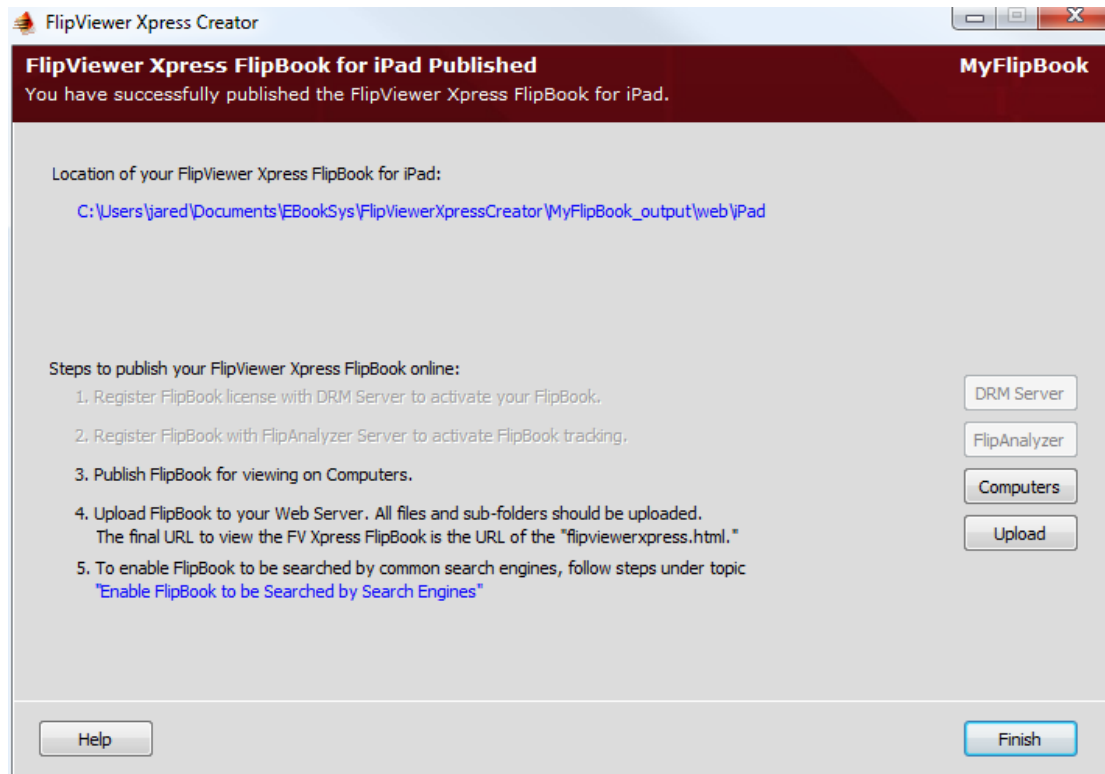 FlipViewer Xpress Creator
FlipViewer Xpress FlipBook for iPad Published
MyFlipBook
You have successfully published the FlipViewer Xpress FlipBook for iPad.
Location of your FlipViewer Xpress FlipBook for iPad:
C:\Users\jared\Documents\EBookSys\FlipViewerXpressCreator\MyFlipBook_output\web\iPad
Steps to publish your FlipViewer Xpress FlipBook online:
1. Register FlipBook license with DRM Server to activate your FlipBook.
DRM Server
2. Register FlipBook with FlipAnalyzer Server to activate FlipBook tracking.
FlipAnalyzer
3. Publish FlipBook for viewing on Computers.
Computers
4. Upload FlipBook to your Web Server. All files and sub-folders should be uploaded.
The final URL to view the FV Xpress FlipBook is the URL of the "flipviewerxpress.html."
Upload
5. To enable FlipBook to be searched by common search engines, follow steps under topic
"Enable FlipBook to be Searched by Search Engines"
Help
Finish